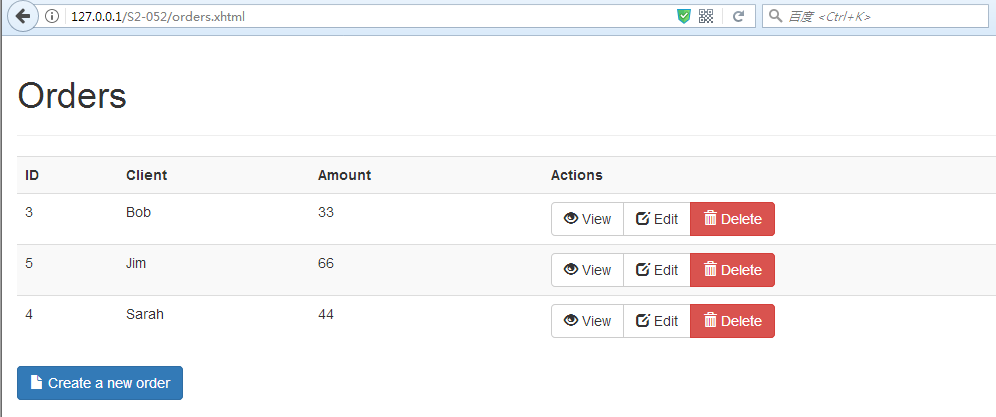 127.0.0.1/S2-052/orders.xhtml
百度 <Ctrl+K>
Orders
ID Client Amount Actions
3 Bob 33 View Edit Delete
5 Jim 66 View Edit Delete
4 Sarah 44 View Edit Delete
Create a new order